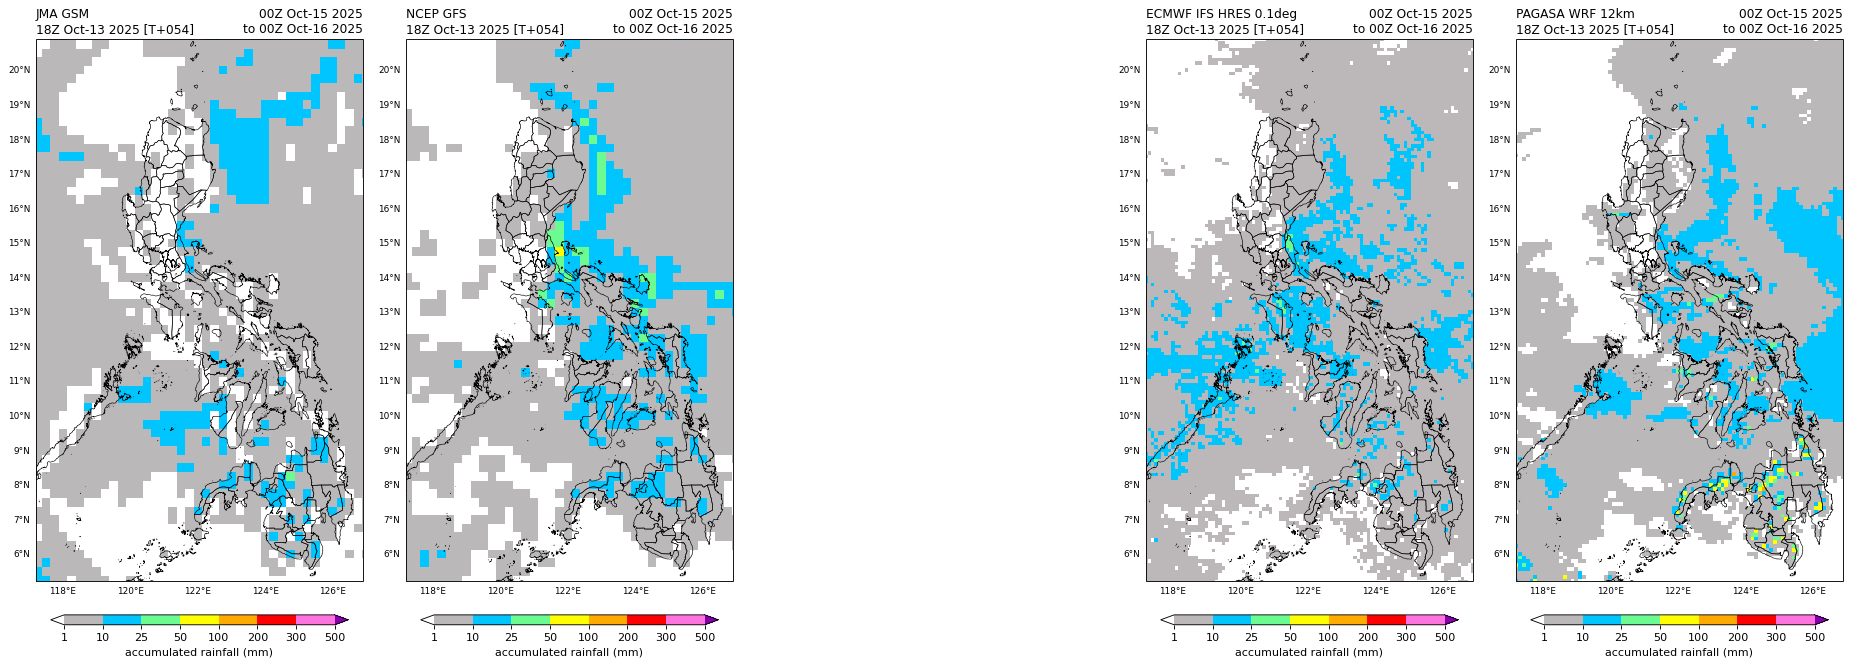 JMA GSM 00Z Oct-15 2025
18Z Oct-13 2025 [T+054] to 00Z Oct-16 2025
20°N
19°N
18°N
17°N
16°N
15°N
14°N
13°N
12°N
11°N
10°N
9°N
8°N
7°N
6°N
118°E 120°E 122°E 124°E 126°E
1 10 25 50 100 200 300 500
accumulated rainfall (mm)
NCEP GFS 00Z Oct-15 2025
18Z Oct-13 2025 [T+054] to 00Z Oct-16 2025
20°N
19°N
18°N
17°N
16°N
15°N
14°N
13°N
12°N
11°N
10°N
9°N
8°N
7°N
6°N
118°E 120°E 122°E 124°E 126°E
1 10 25 50 100 200 300 500
accumulated rainfall (mm)
ECMWF IFS HRES 0.1deg 00Z Oct-15 2025
18Z Oct-13 2025 [T+054] to 00Z Oct-16 2025
20°N
19°N
18°N
17°N
16°N
15°N
14°N
13°N
12°N
11°N
10°N
9°N
8°N
7°N
6°N
118°E 120°E 122°E 124°E 126°E
1 10 25 50 100 200 300 500
accumulated rainfall (mm)
PAGASA WRF 12km 00Z Oct-15 2025
18Z Oct-13 2025 [T+054] to 00Z Oct-16 2025
20°N
19°N
18°N
17°N
16°N
15°N
14°N
13°N
12°N
11°N
10°N
9°N
8°N
7°N
6°N
118°E 120°E 122°E 124°E 126°E
1 10 25 50 100 200 300 500
accumulated rainfall (mm)